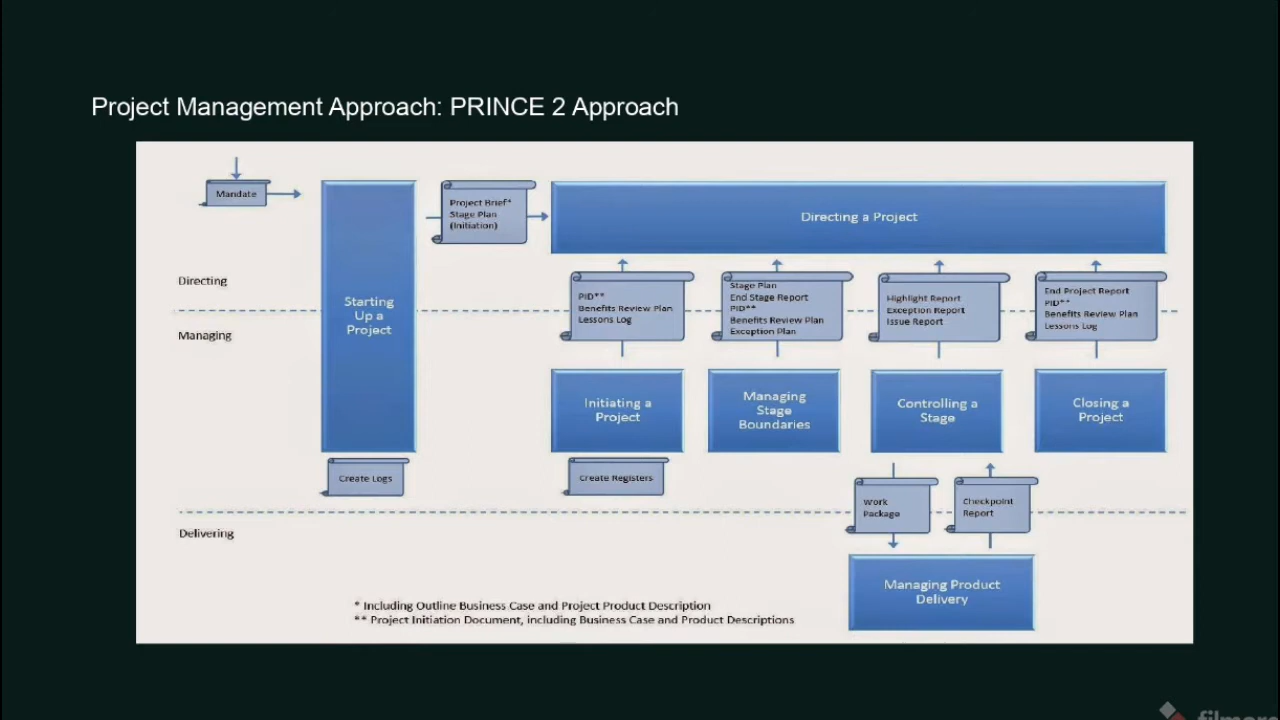 Project Management Approach: PRINCE 2 Approach
Mandate
Project Brief*
Stage Plan
(Initiation)
Directing a Project
Directing
Managing
Starting
Up a
Project
PID**
Benefits Review Plan
Lessons Log
Stage Plan
End Stage Report
PID**
Benefits Review Plan
Exception Plan
Highlight Report
Exception Report
Issue Report
End Project Report
PID**
Benefits Review Plan
Lessons Log
Initiating a
Project
Managing
Stage
Boundaries
Controlling a
Stage
Closing a
Project
Create Logs
Create Registers
Work
Package
Checkpoint
Report
Delivering
Managing Product
Delivery
* Including Outline Business Case and Project Product Description
** Project Initiation Document, including Business Case and Product Descriptions